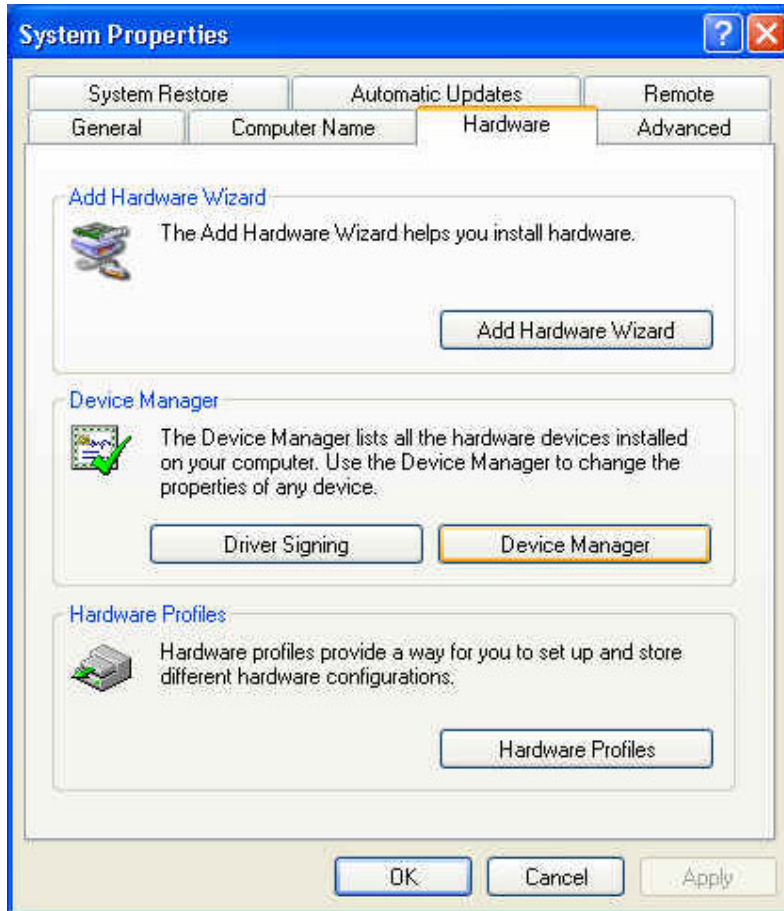 System Properties
System Restore Automatic Updates Remote
General Computer Name Hardware Advanced
Add Hardware Wizard
The Add Hardware Wizard helps you install hardware.
Add Hardware Wizard
Device Manager
The Device Manager lists all the hardware devices installed
on your computer. Use the Device Manager to change the
properties of any device.
Driver Signing Device Manager
Hardware Profiles
Hardware profiles provide a way for you to set up and store
different hardware configurations.
Hardware Profiles
OK Cancel Apply